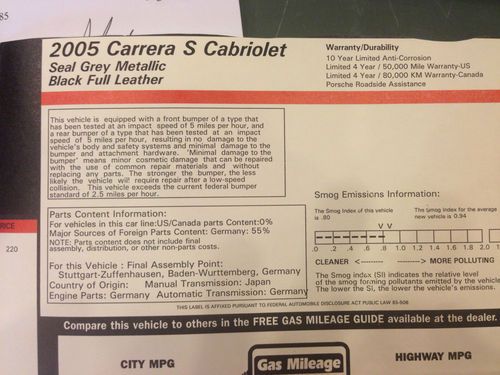 85
2005 Carrera S Cabriolet
Seal Grey Metallic
Black Full Leather
Warranty/Durability
10 Year Limited Anti-Corrosion
Limited 4 Year / 50,000 Mile Warranty-US
Limited 4 Year / 80,000 KM Warranty-Canada
Porsche Roadside Assistance
This vehicle is equipped with a front bumper of a type that
has been tested at an impact speed of 5 miles per hour, and
a rear bumper of a type that has been tested at an impact
speed of 5 miles per hour, resulting in no damage to the
vehicle's body and safety systems and minimal damage to the
bumper and attachment hardware. 'Minimal damage to the
bumper' means minor cosmetic damage that can be repaired
with the use of common repair materials and without
replacing any parts. The stronger the bumper, the less
likely the vehicle will require repair after a low-speed
collision. This vehicle exceeds the current federal bumper
standard of 2.5 miles per hour.
RICE
220
Parts Content Information:
For vehicles in this car line:US/Canada parts Content:0%
Major Sources of Foreign Parts Content: Germany: 55%
NOTE: Parts content does not include final
assembly, distribution, or other non-parts costs.
For this Vehicle : Final Assembly Point:
Stuttgart-Zuffenhausen, Baden-Wurttemberg, Germany
Country of Origin: Manual Transmission: Japan
Engine Parts: Germany Automatic Transmission: Germany
Smog Emissions Information:
The Smog Index of this vehicle
is .80
The smog Index for the average
new vehicle is 0.94
V V
.0 .2 .4 .6 .8 1.0 1.2 1.4 1.6 1.8 2.0
CLEANER <---------- ----------> MORE POLLUTING
The Smog index (SI) indicates the relative level
of the smog forming pollutants emitted by the vehicle
The lower the SI, the lower the vehicle's emissions.
THIS LABEL IS AFFIXED PURSUANT TO FEDERAL AUTOMOBILE DISCLOSURE ACT PUBLIC LAW 85-506
Compare this vehicle to others in the FREE GAS MILEAGE GUIDE available at the dealer.
CITY MPG
Gas Mileage
HIGHWAY MPG